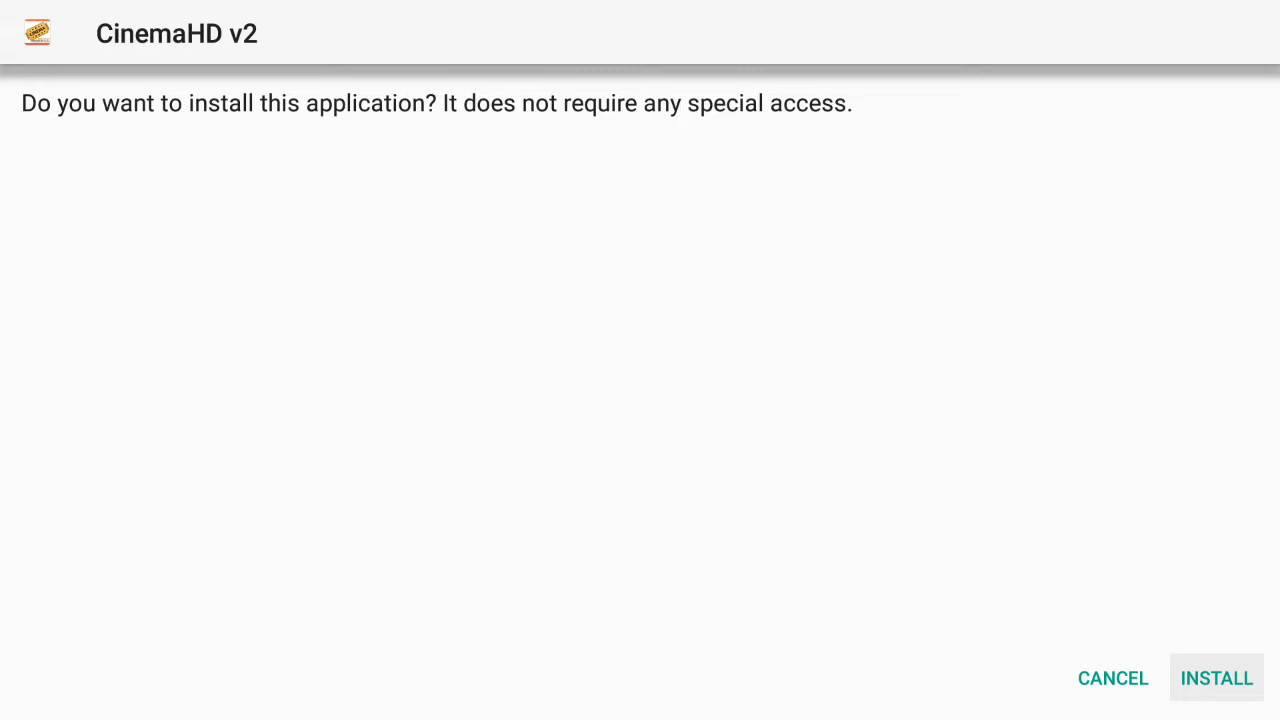 CinemaHD v2
Do you want to install this application? It does not require any special access.
CANCEL INSTALL